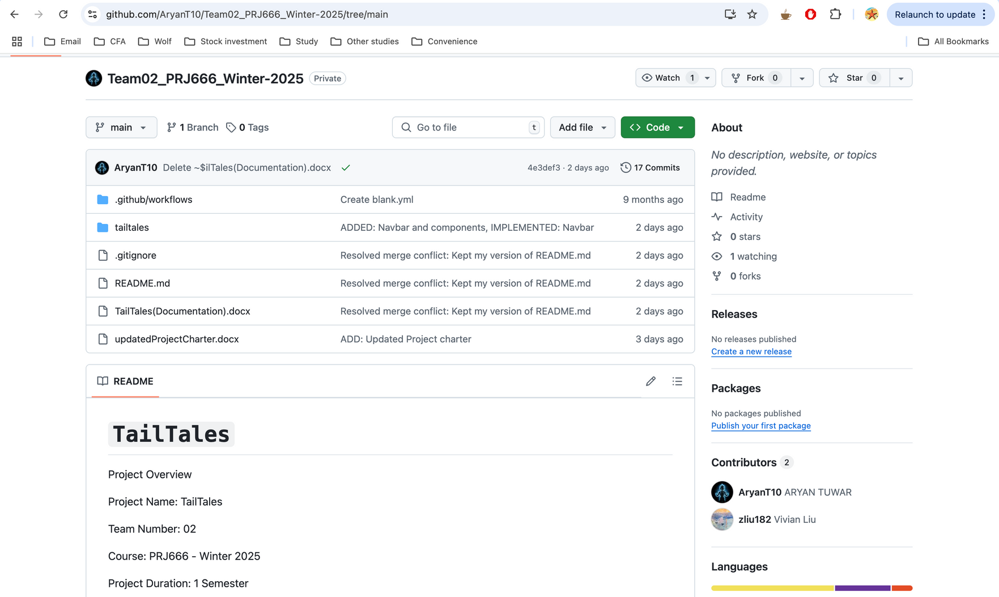 github.com/AryanT10/Team02_PRJ666_Winter-2025/tree/main
Relaunch to update
Email CFA Wolf Stock investment Study Other studies Convenience All Bookmarks
Team02_PRJ666_Winter-2025 Private Watch 1 Fork 0 Star 0
main 1 Branch 0 Tags Go to file t Add file Code
AryanT10 Delete ~$ilTales(Documentation).docx 4e3def3 · 2 days ago 17 Commits
.github/workflows Create blank.yml 9 months ago
tailtales ADDED: Navbar and components, IMPLEMENTED: Navbar 2 days ago
.gitignore Resolved merge conflict: Kept my version of README.md 2 days ago
README.md Resolved merge conflict: Kept my version of README.md 2 days ago
TailTales(Documentation).docx Resolved merge conflict: Kept my version of README.md 2 days ago
updatedProjectCharter.docx ADD: Updated Project charter 3 days ago
README
TailTales
Project Overview
Project Name: TailTales
Team Number: 02
Course: PRJ666 - Winter 2025
Project Duration: 1 Semester
About
No description, website, or topics
provided.
Readme
Activity
0 stars
1 watching
0 forks
Releases
No releases published
Create a new release
Packages
No packages published
Publish your first package
Contributors 2
AryanT10 ARYAN TUWAR
zliu182 Vivian Liu
Languages